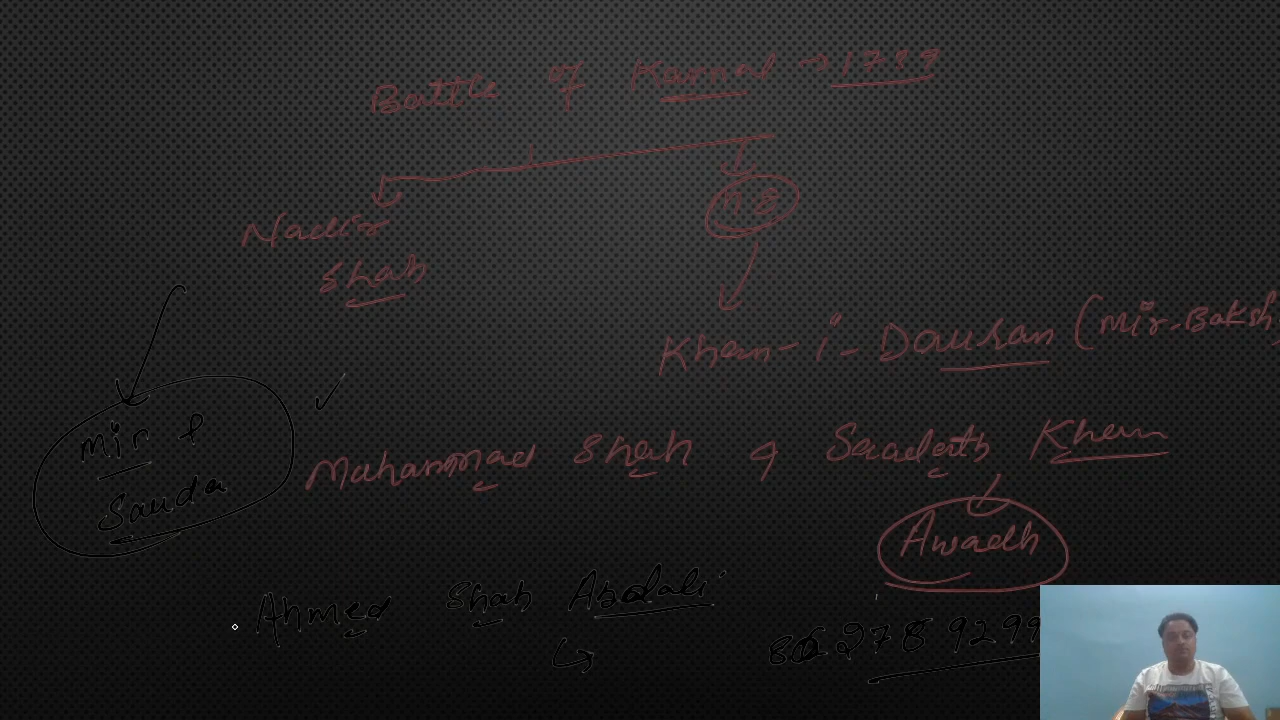 Battle of Karnal → 1739
Nadir
Shah
M E
Khan-i-Dauran (Mir-Baksh
Mir &
Sauda
Muhammad Shah & Saadath Khan
Awadh
Ahmed Shah Abdali